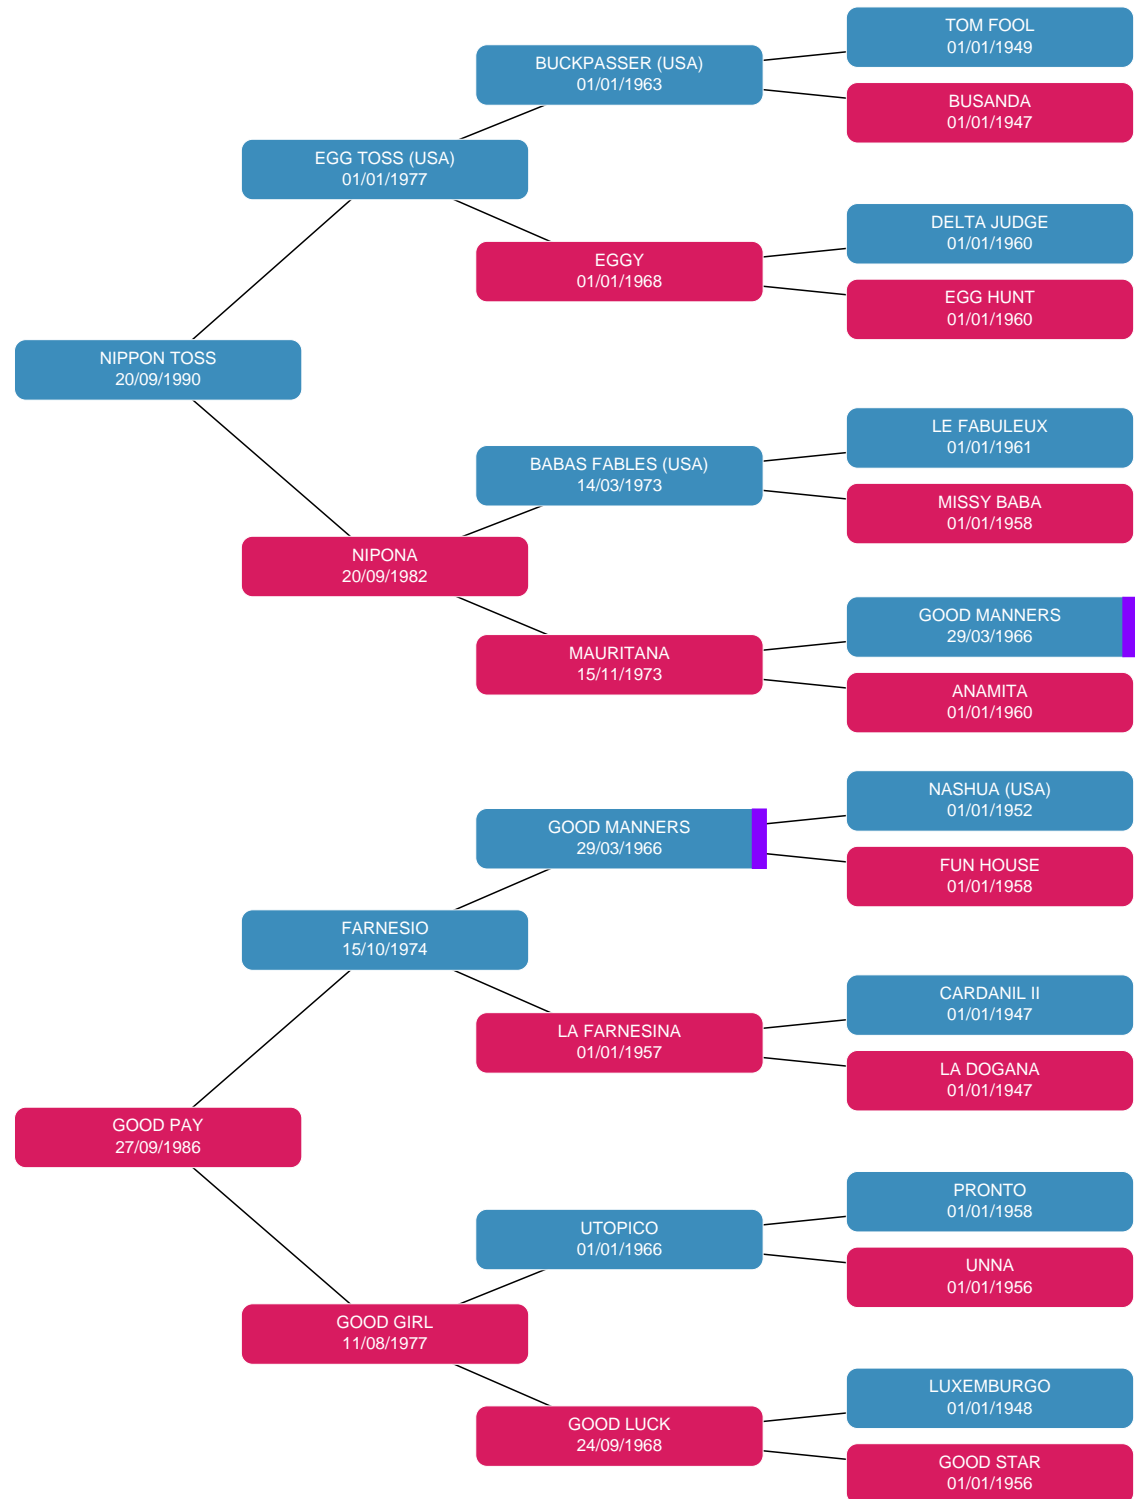 TOM FOOL
01/01/1949
BUCKPASSER (USA)
01/01/1963
BUSANDA
01/01/1947
EGG TOSS (USA)
01/01/1977
DELTA JUDGE
01/01/1960
EGGY
01/01/1968
EGG HUNT
01/01/1960
NIPPON TOSS
20/09/1990
LE FABULEUX
01/01/1961
BABAS FABLES (USA)
14/03/1973
MISSY BABA
01/01/1958
NIPONA
20/09/1982
GOOD MANNERS
29/03/1966
MAURITANA
15/11/1973
ANAMITA
01/01/1960
NASHUA (USA)
01/01/1952
GOOD MANNERS
29/03/1966
FUN HOUSE
01/01/1958
FARNESIO
15/10/1974
CARDANIL II
01/01/1947
LA FARNESINA
01/01/1957
LA DOGANA
01/01/1947
GOOD PAY
27/09/1986
PRONTO
01/01/1958
UTOPICO
01/01/1966
UNNA
01/01/1956
GOOD GIRL
11/08/1977
LUXEMBURGO
01/01/1948
GOOD LUCK
24/09/1968
GOOD STAR
01/01/1956